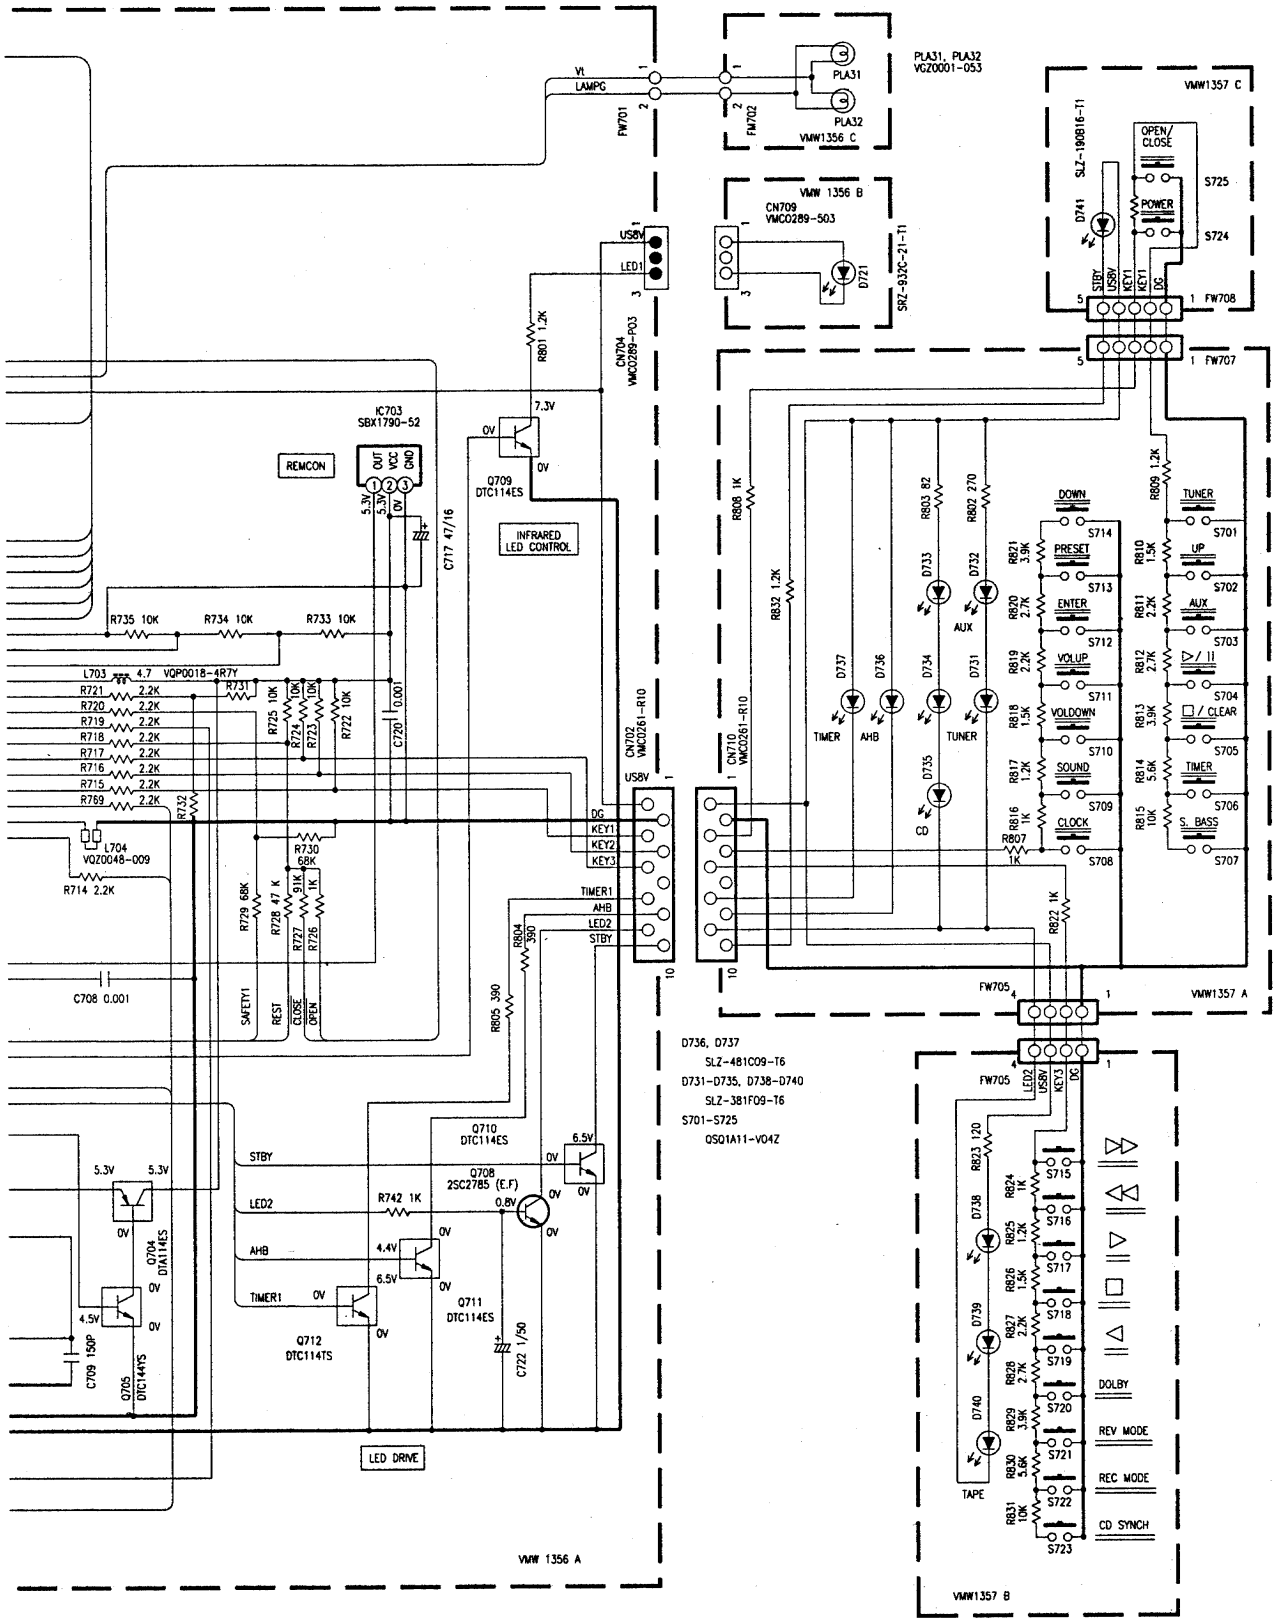 Vt
LAMPG
1
2
FW701
1
2
FM702
PLA31
PLA32
VMW1356 C
PLA31, PLA32
VGZ0001-053
VMW1357 C
SLZ-190B16-T1
OPEN/
CLOSE
S725
POWER
S724
D741
STBY
US8V
KEY1
KEY1
DG
5
1 FW708
5
1 FW707
VMW 1356 B
CN709
VMC0289-503
1
3
D721
SRZ-932C-21-T1
1
US8V
LED1
3
CN704
VMC0289-P03
R801 1.2K
7.3V
0V
0V
Q709
DTC114ES
INFRARED
LED CONTROL
IC703
SBX1790-52
REMCON
OUT
VCC
GND
1
2
3
5.3V
5.3V
0V
C717 47/16
R735 10K
R734 10K
R733 10K
L703
4.7 VQP0018-4R7Y
R721 2.2K
R720 2.2K
R719 2.2K
R718 2.2K
R717 2.2K
R716 2.2K
R715 2.2K
R769 2.2K
R731
R732
R725 10K
R724 10K
R723 10K
R722 10K
C720 0.001
L704
VQZ0048-009
R714 2.2K
R730
68K
R729 68K
R728 47 K
R727 91K
R726 1K
C708 0.001
SAFETY1
REST
CLOSE
OPEN
CN702
VMC0261-R10
US8V
1
DG
KEY1
KEY2
KEY3
TIMER1
AHB
LED2
STBY
10
R804
390
R805 390
CN710
VMC0261-R10
1
10
R808 1K
R832 1.2K
R803 82
R802 270
D733
D732
AUX
D737
D736
D734
D731
TIMER
AHB
TUNER
D735
CD
R809 1.2K
DOWN
S714
R821
3.9K
PRESET
S713
R820
2.7K
ENTER
S712
R819
2.2K
VOLUP
S711
R818
1.5K
VOLDOWN
S710
R817
1.2K
SOUND
S709
R816
1K
CLOCK
S708
R807
1K
R822 1K
TUNER
S701
R810
1.5K
UP
S702
R811
2.2K
AUX
S703
R812
2.7K
▷/ II
S704
R813
3.9K
□/CLEAR
S705
R814
5.6K
TIMER
S706
R815
10K
S. BASS
S707
FW705
4
1
VMW1357 A
D736, D737
SLZ-481C09-T6
D731-D735, D738-D740
SLZ-381F09-T6
S701-S725
QSQ1A11-V04Z
FW705
4
1
LED2
US8V
KEY3
DG
R823 120
D738
D739
D740
TAPE
S715
R824
1K
S716
R825
1.2K
S717
R826
1.5K
S718
R827
2.2K
S719
R828
2.7K
DOLBY
S720
R829
3.9K
REV MODE
S721
R830
5.6K
REC MODE
S722
R831
10K
CD SYNCH
S723
VMW1357 B
Q710
DTC114ES
6.5V
0V
0V
STBY
Q708
2SC2785 (E.F)
0.8V
0V
0V
LED2
R742 1K
AHB
4.4V
0V
0V
Q711
DTC114ES
TIMER1
0V
6.5V
0V
Q712
DTC114TS
C722 1/50
5.3V
5.3V
0V
Q704
DTA114ES
4.5V
0V
0V
Q705
DTC144YS
C709 150P
LED DRIVE
VMW 1356 A